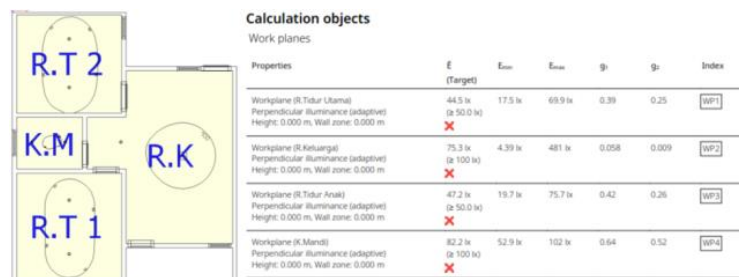 R.T 2
K.M
R.K
R.T 1
Calculation objects
Work planes
Properties Ē Emin Emax g₁ g₂ Index
(Target)
Workplane (R.Tidur Utama) 44.5 lx 17.5 lx 69.9 lx 0.39 0.25 WP1
Perpendicular illuminance (adaptive) (≥ 50.0 lx)
Height: 0.000 m, Wall zone: 0.000 m
Workplane (R.Keluarga) 75.3 lx 4.39 lx 481 lx 0.058 0.009 WP2
Perpendicular illuminance (adaptive) (≥ 100 lx)
Height: 0.000 m, Wall zone: 0.000 m
Workplane (R.Tidur Anak) 47.2 lx 19.7 lx 75.7 lx 0.42 0.26 WP3
Perpendicular illuminance (adaptive) (≥ 50.0 lx)
Height: 0.000 m, Wall zone: 0.000 m
Workplane (K.Mandi) 82.2 lx 52.9 lx 102 lx 0.64 0.52 WP4
Perpendicular illuminance (adaptive) (≥ 100 lx)
Height: 0.000 m, Wall zone: 0.000 m